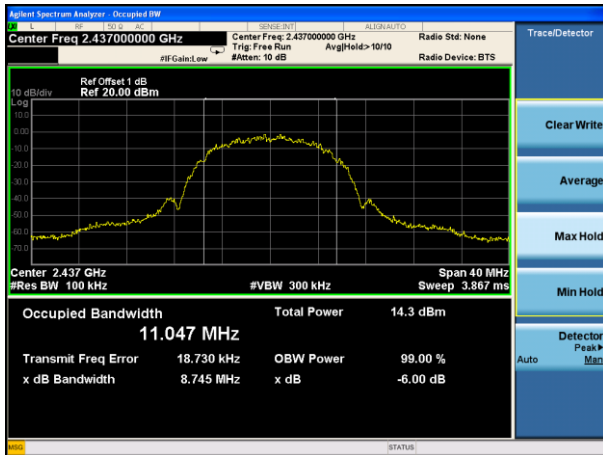 Agilent Spectrum Analyzer - Occupied BW
L RF 50 Ω AC SENSE:INT ALIGNAUTO
Center Freq 2.437000000 GHz
Center Freq: 2.437000000 GHz
Radio Std: None
Trig: Free Run Avg|Hold:>10/10
#IFGain:Low #Atten: 10 dB Radio Device: BTS
Trace/Detector
Ref Offset 1 dB
10 dB/div Ref 20.00 dBm
Log
10.0
0.00
-10.0
-20.0
-30.0
-40.0
-50.0
-60.0
-70.0
Center 2.437 GHz Span 40 MHz
#Res BW 100 kHz #VBW 300 kHz Sweep 3.867 ms
Occupied Bandwidth Total Power 14.3 dBm
11.047 MHz
Transmit Freq Error 18.730 kHz OBW Power 99.00 %
x dB Bandwidth 8.745 MHz x dB -6.00 dB
Clear Write
Average
Max Hold
Min Hold
Detector
Peak▶
Auto Man
MSG STATUS